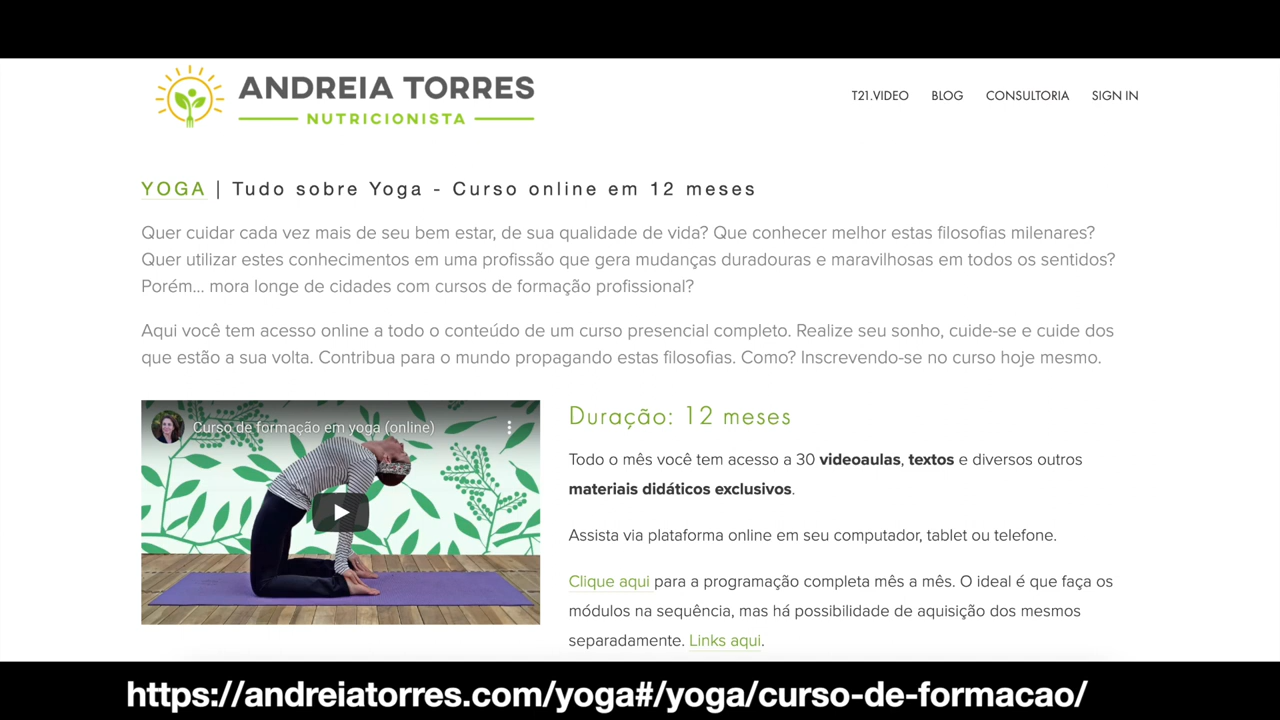 ANDREIA TORRES
NUTRICIONISTA
T21.VIDEO BLOG CONSULTORIA SIGN IN
YOGA | Tudo sobre Yoga - Curso online em 12 meses
Quer cuidar cada vez mais de seu bem estar, de sua qualidade de vida? Que conhecer melhor estas filosofias milenares?
Quer utilizar estes conhecimentos em uma profissão que gera mudanças duradouras e maravilhosas em todos os sentidos?
Porém... mora longe de cidades com cursos de formação profissional?
Aqui você tem acesso online a todo o conteúdo de um curso presencial completo. Realize seu sonho, cuide-se e cuide dos
que estão a sua volta. Contribua para o mundo propagando estas filosofias. Como? Inscrevendo-se no curso hoje mesmo.
Curso de formação em yoga (online)
Duração: 12 meses
Todo o mês você tem acesso a 30 videoaulas, textos e diversos outros
materiais didáticos exclusivos.
Assista via plataforma online em seu computador, tablet ou telefone.
Clique aqui para a programação completa mês a mês. O ideal é que faça os
módulos na sequência, mas há possibilidade de aquisição dos mesmos
separadamente. Links aqui.
https://andreiatorres.com/yoga#/yoga/curso-de-formacao/